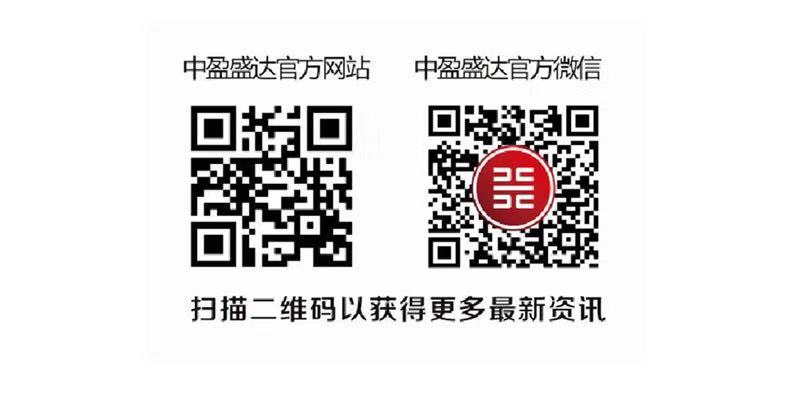 中盈盛达官方网站
中盈盛达官方微信
扫描二维码以获得更多最新资讯